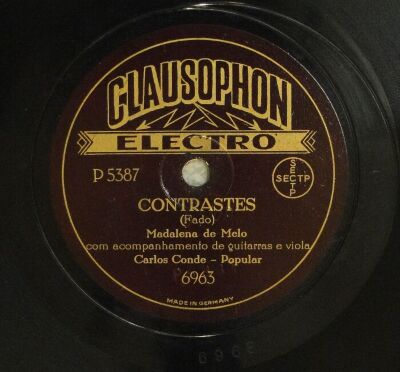 CLAUSOPHON
ELECTRO
P 5387
SECTP
SECTP
CONTRASTES
(Fado)
Madalena de Melo
com acompanhamento de guitarras e viola
Carlos Conde - Popular
6963
MADE IN GERMANY